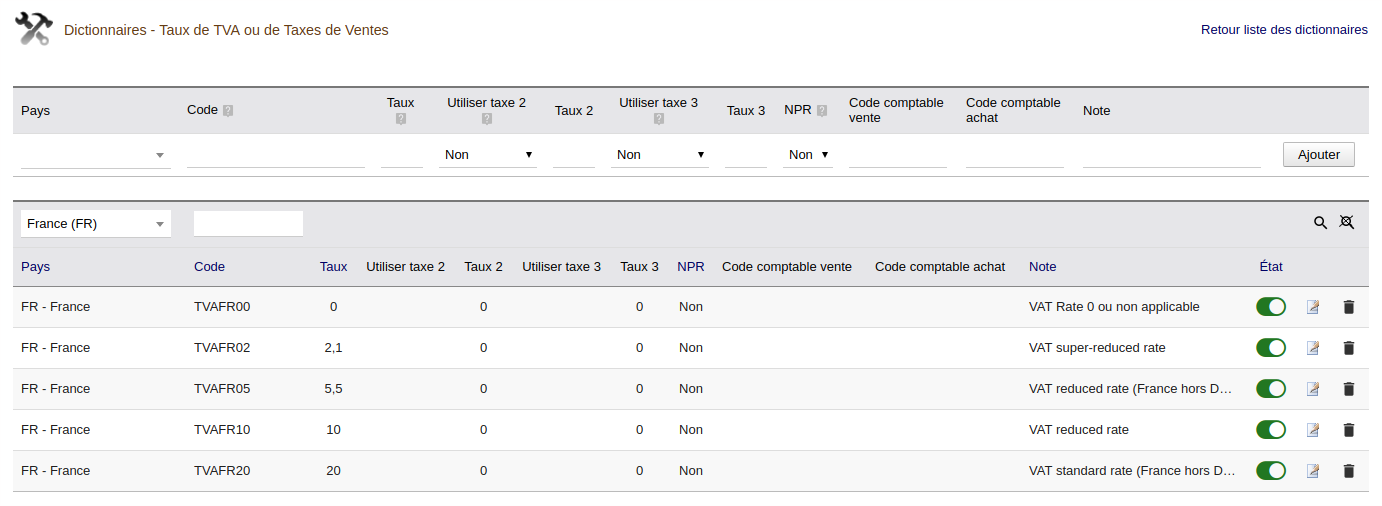 Dictionnaires - Taux de TVA ou de Taxes de Ventes
Retour liste des dictionnaires
Pays Code ? Taux ? Utiliser taxe 2 ? Taux 2 Utiliser taxe 3 ? Taux 3 NPR ? Code comptable vente Code comptable achat Note
Non Non Non Ajouter
France (FR)
Pays Code Taux Utiliser taxe 2 Taux 2 Utiliser taxe 3 Taux 3 NPR Code comptable vente Code comptable achat Note État
FR - France TVAFR00 0 0 0 Non VAT Rate 0 ou non applicable
FR - France TVAFR02 2,1 0 0 Non VAT super-reduced rate
FR - France TVAFR05 5,5 0 0 Non VAT reduced rate (France hors D…
FR - France TVAFR10 10 0 0 Non VAT reduced rate
FR - France TVAFR20 20 0 0 Non VAT standard rate (France hors D…